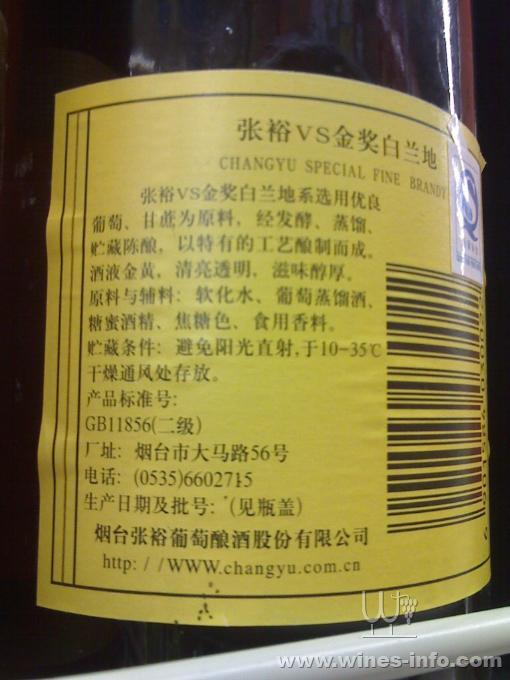 张裕VS金奖白兰地
CHANGYU SPECIAL FINE BRANDY
张裕VS金奖白兰地系选用优良
葡萄、甘蔗为原料，经发酵、蒸馏、
贮藏陈酿，以特有的工艺酿制而成。
酒液金黄，清亮透明，滋味醇厚。
原料与辅料：软化水、葡萄蒸馏酒、
糖蜜酒精、焦糖色、食用香料。
贮藏条件：避免阳光直射,于10-35℃
干燥通风处存放。
产品标准号：
GB11856(二级)
厂址：烟台市大马路56号
电话：(0535)6602715
生产日期及批号：(见瓶盖)
烟台张裕葡萄酿酒股份有限公司
http://WWW.changyu.com.cn
www.wines-info.com